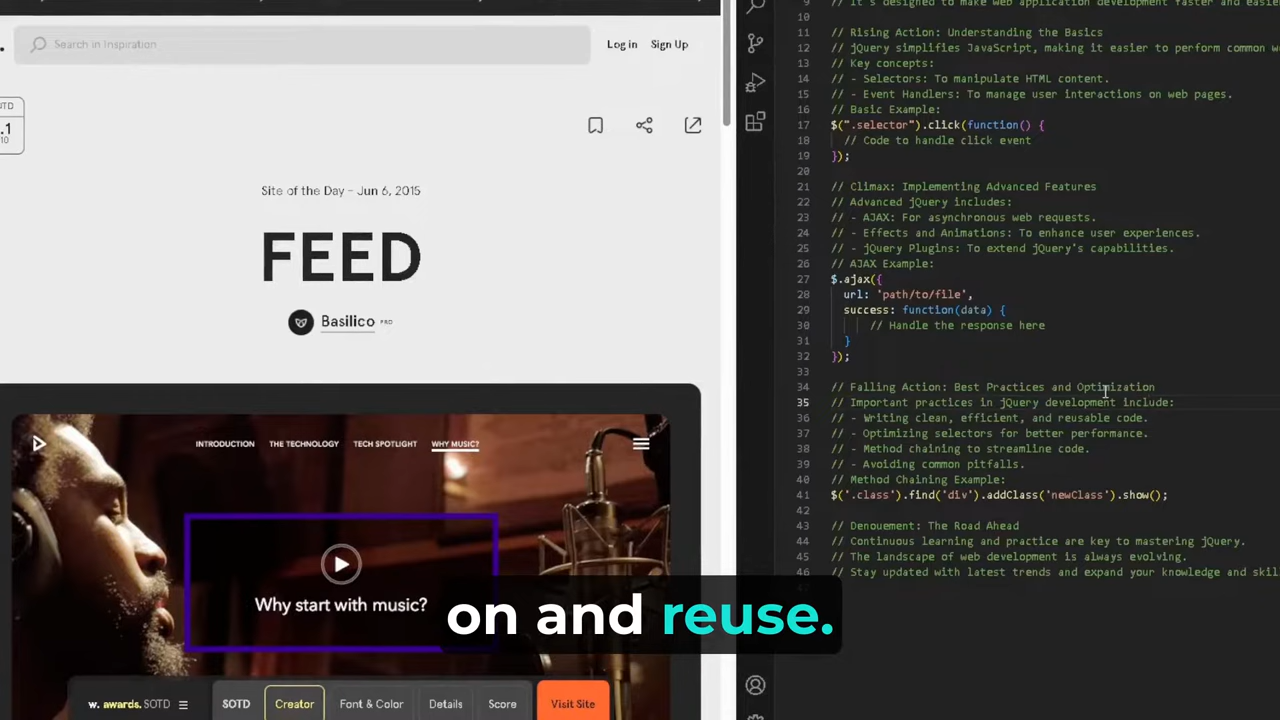 Search in Inspiration
Log in
Sign Up
Site of the Day - Jun 6, 2015
FEED
Basilico PRO
INTRODUCTION
THE TECHNOLOGY
TECH SPOTLIGHT
WHY MUSIC?
Why start with music?
w. awards. SOTD
SOTD
Creator
Font & Color
Details
Score
Visit Site
10
11 // Rising Action: Understanding the Basics
12 // jQuery simplifies JavaScript, making it easier to perform common
13 // Key concepts:
14 // - Selectors: To manipulate HTML content.
15 // - Event Handlers: To manage user interactions on web pages.
16 // Basic Example:
17 $(".selector").click(function() {
18 // Code to handle click event
19 });
20
21 // Climax: Implementing Advanced Features
22 // Advanced jQuery includes:
23 // - AJAX: For asynchronous web requests.
24 // - Effects and Animations: To enhance user experiences.
25 // - jQuery Plugins: To extend jQuery's capabilities.
26 // AJAX Example:
27 $.ajax({
28 url: 'path/to/file',
29 success: function(data) {
30 // Handle the response here
31 }
32 });
33
34 // Falling Action: Best Practices and Optimization
35 // Important practices in jQuery development include:
36 // - Writing clean, efficient, and reusable code.
37 // - Optimizing selectors for better performance.
38 // - Method chaining to streamline code.
39 // - Avoiding common pitfalls.
40 // Method Chaining Example:
41 $('.class').find('div').addClass('newClass').show();
42
43 // Denouement: The Road Ahead
44 // Continuous learning and practice are key to mastering jQuery.
45 // The landscape of web development is always evolving.
46 // Stay updated with latest trends and expand your knowledge and skil
on and reuse.